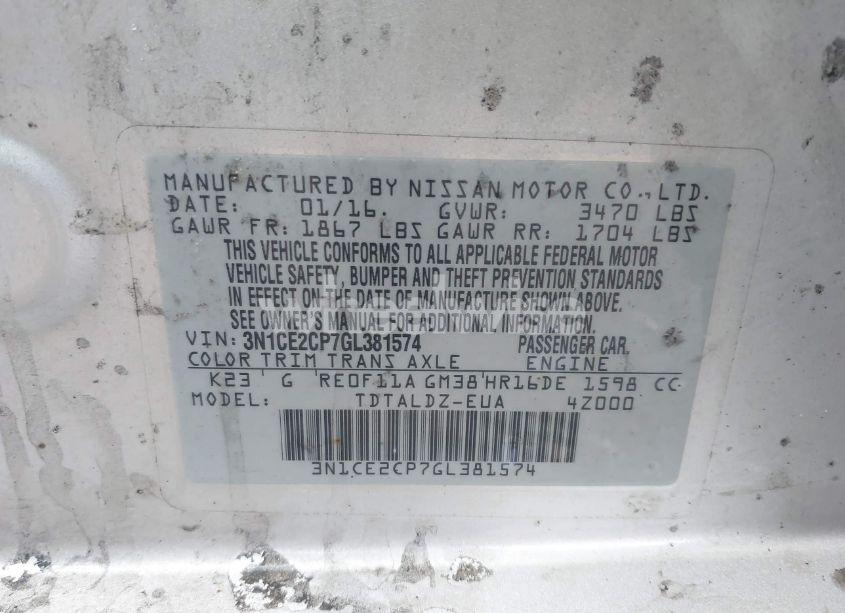 MANUFACTURED BY NISSAN MOTOR CO.,LTD.
DATE: 01/16. GVWR: 3470 LBS
GAWR FR: 1867 LBS GAWR RR: 1704 LBS
THIS VEHICLE CONFORMS TO ALL APPLICABLE FEDERAL MOTOR
VEHICLE SAFETY, BUMPER AND THEFT PREVENTION STANDARDS
IN EFFECT ON THE DATE OF MANUFACTURE SHOWN ABOVE.
SEE OWNER'S MANUAL FOR ADDITIONAL INFORMATION.
VIN: 3N1CE2CP7GL381574 PASSENGER CAR.
COLOR TRIM TRANS AXLE ENGINE
K23 G RE0F11A GM38 HR16DE 1598 CC
MODEL: TDTALDZ-EUA 4Z000
3N1CE2CP7GL381574